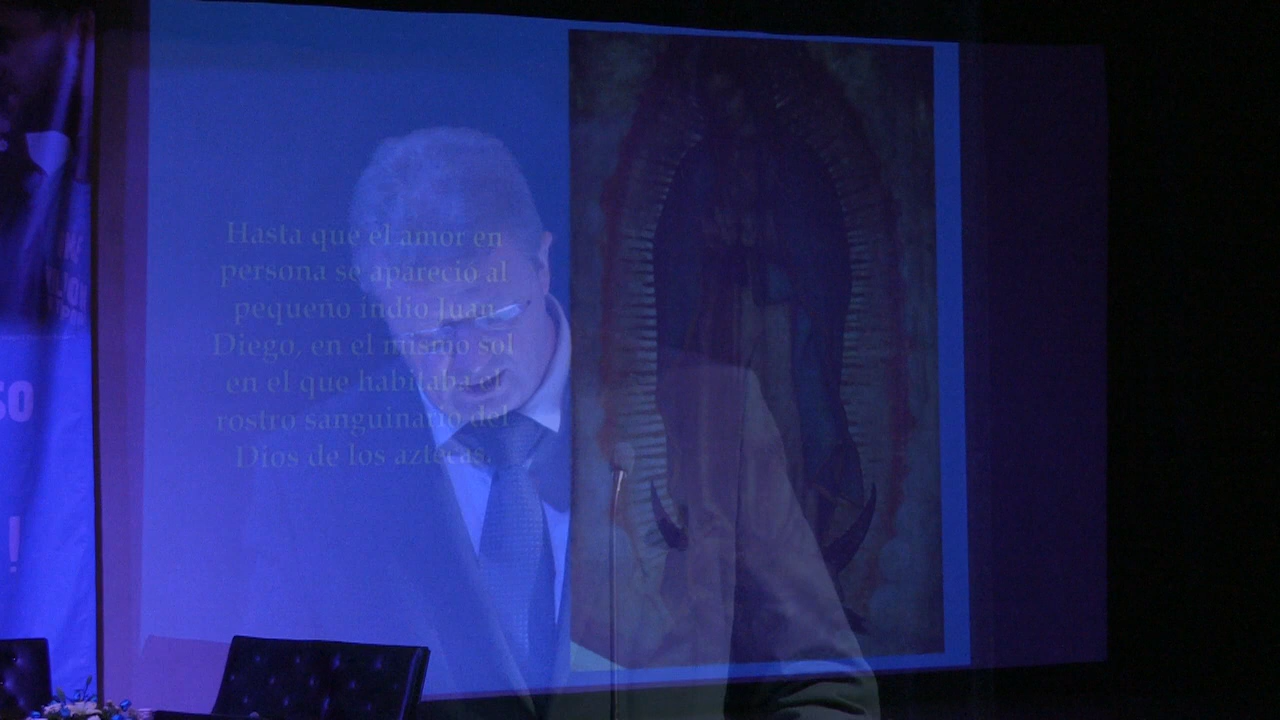 Hasta que el amor en
persona se apareció al
pequeño indio Juan
Diego, en el mismo sol
en el que habitaba el
rostro sanguinario del
Dios de los aztecas.
SO
!